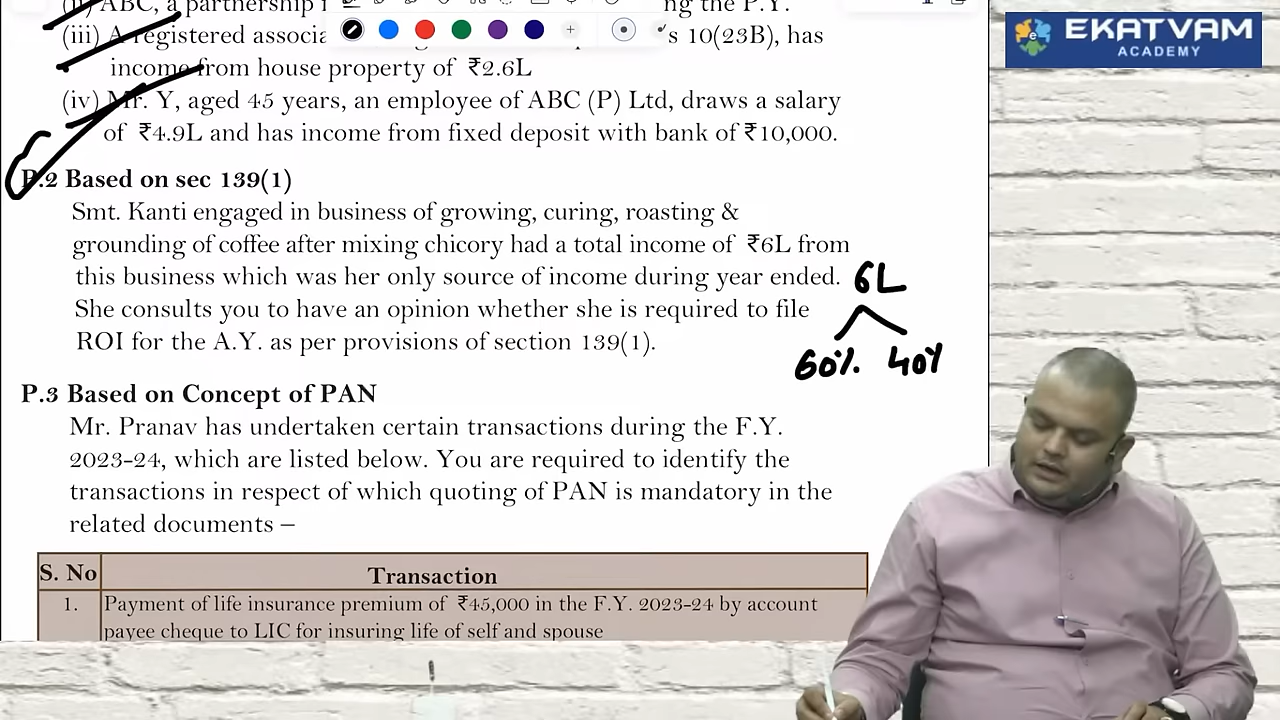 (ii) ABC, a partnership
ng the P.Y.
(iii) A registered associa
s 10(23B), has
income from house property of ₹2.6L
(iv) Mr. Y, aged 45 years, an employee of ABC (P) Ltd, draws a salary
of ₹4.9L and has income from fixed deposit with bank of ₹10,000.
P.2 Based on sec 139(1)
Smt. Kanti engaged in business of growing, curing, roasting &
grounding of coffee after mixing chicory had a total income of ₹6L from
this business which was her only source of income during year ended.
She consults you to have an opinion whether she is required to file
ROI for the A.Y. as per provisions of section 139(1).
6L
60% 40%
P.3 Based on Concept of PAN
Mr. Pranav has undertaken certain transactions during the F.Y.
2023-24, which are listed below. You are required to identify the
transactions in respect of which quoting of PAN is mandatory in the
related documents –
S. No Transaction
1. Payment of life insurance premium of ₹45,000 in the F.Y. 2023-24 by account
payee cheque to LIC for insuring life of self and spouse
EKATVAM
ACADEMY